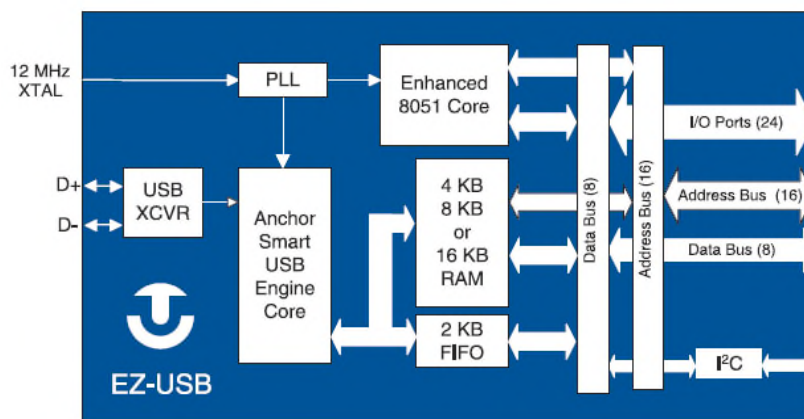 12 MHz
XTAL
PLL
Enhanced
8051 Core
I/O Ports (24)
D+
D-
USB
XCVR
Anchor
Smart
USB
Engine
Core
4 KB
8 KB
or
16 KB
RAM
2 KB
FIFO
Data Bus (8)
Address Bus (16)
Address Bus (16)
Data Bus (8)
I²C
EZ-USB